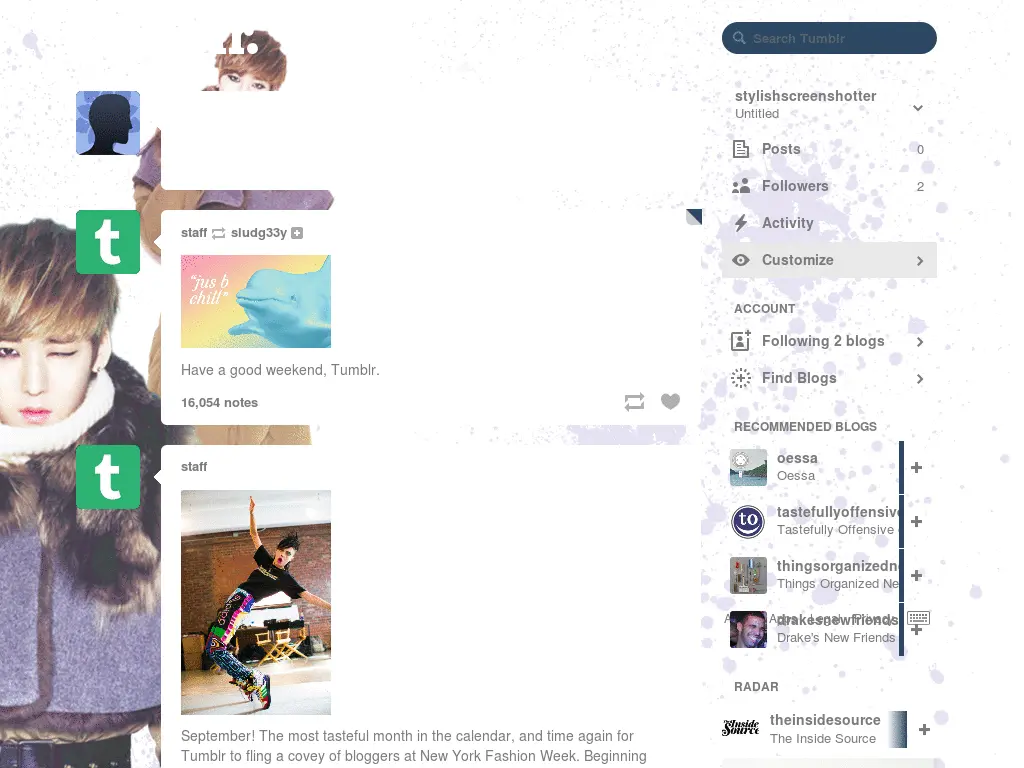 r.
Search Tumblr
stylishscreenshotter
Untitled
Posts 0
Followers 2
Activity
Customize
ACCOUNT
Following 2 blogs
Find Blogs
RECOMMENDED BLOGS
oessa
Oessa
tastefullyoffensive
Tastefully Offensive
thingsorganizedn
Things Organized Ne
drakesnewfriends
Drake's New Friends
RADAR
Inside
Source
theinsidesource
The Inside Source
t
staff sludg33y
"jus b
chill"
Have a good weekend, Tumblr.
16,054 notes
t
staff
September! The most tasteful month in the calendar, and time again for
Tumblr to fling a covey of bloggers at New York Fashion Week. Beginning
to